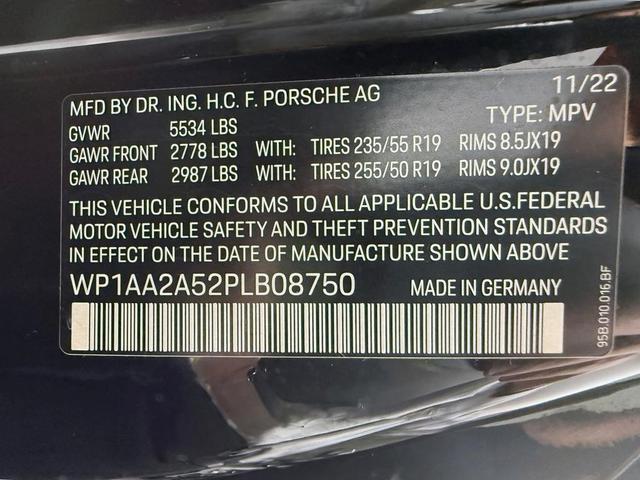 11/22
MFD BY DR. ING. H.C. F. PORSCHE AG
TYPE: MPV
GVWR 5534 LBS
GAWR FRONT 2778 LBS WITH: TIRES 235/55 R19 RIMS 8.5JX19
GAWR REAR 2987 LBS WITH: TIRES 255/50 R19 RIMS 9.0JX19
THIS VEHICLE CONFORMS TO ALL APPLICABLE U.S.FEDERAL
MOTOR VEHICLE SAFETY AND THEFT PREVENTION STANDARDS
IN EFFECT ON THE DATE OF MANUFACTURE SHOWN ABOVE
WP1AA2A52PLB08750 MADE IN GERMANY
95B.010.016.BF